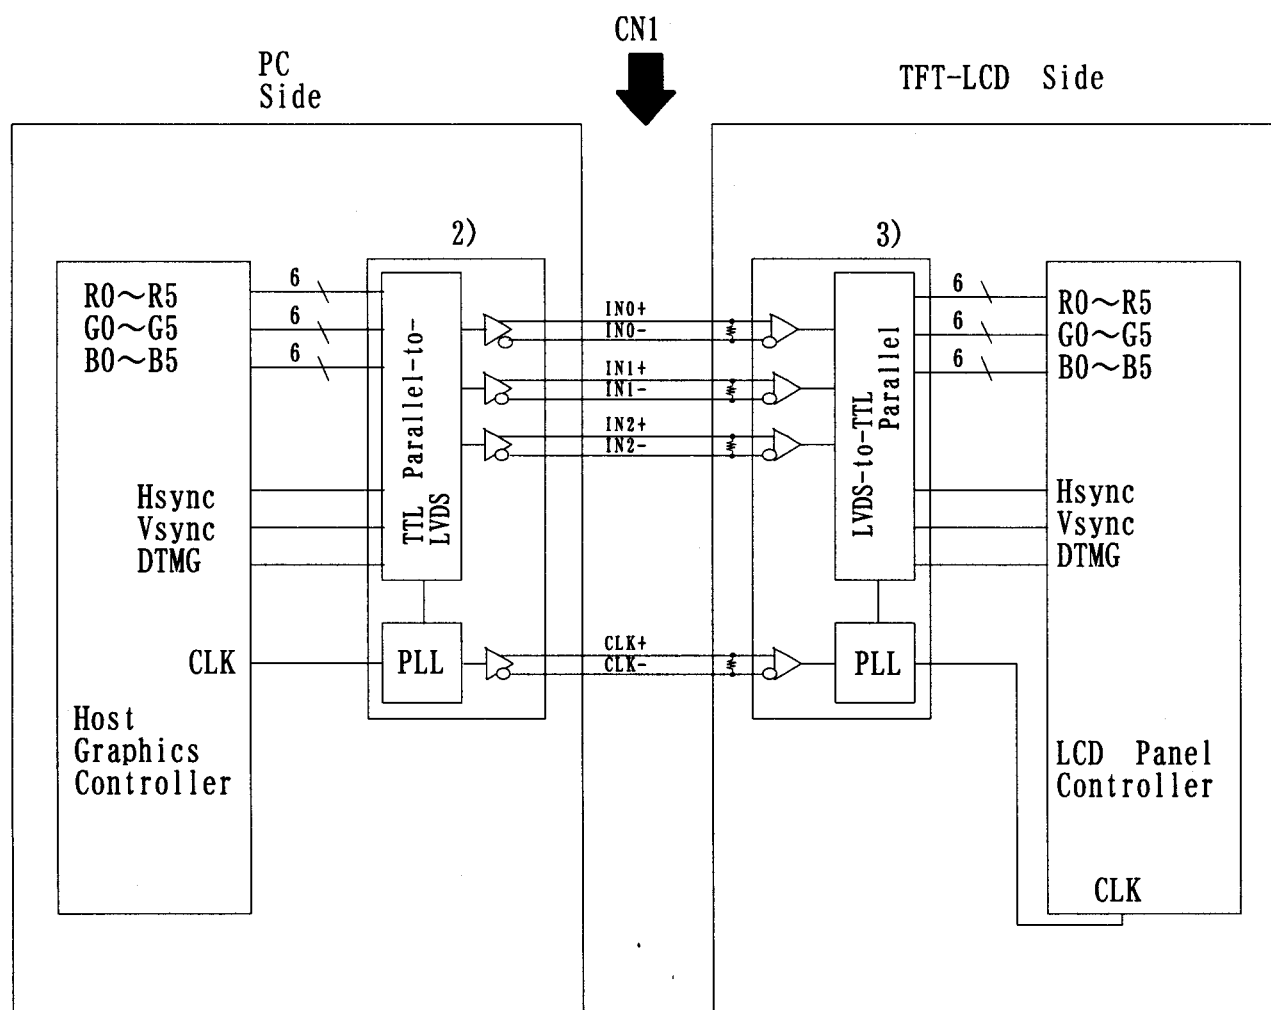 CN1
PC
Side
TFT-LCD Side
2)
3)
R0～R5
G0～G5
B0～B5
6
6
6
Hsync
Vsync
DTMG
CLK
Host
Graphics
Controller
TTL Parallel-to-
LVDS
PLL
IN0+
IN0-
IN1+
IN1-
IN2+
IN2-
CLK+
CLK-
LVDS-to-TTL
Parallel
PLL
6
6
6
R0～R5
G0～G5
B0～B5
Hsync
Vsync
DTMG
LCD Panel
Controller
CLK